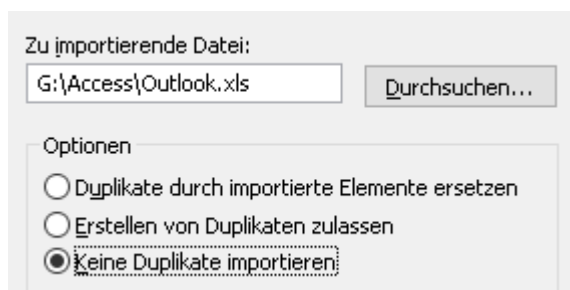 Zu importierende Datei:
G:\Access\Outlook.xls
Durchsuchen...
Optionen
Duplikate durch importierte Elemente ersetzen
Erstellen von Duplikaten zulassen
Keine Duplikate importieren